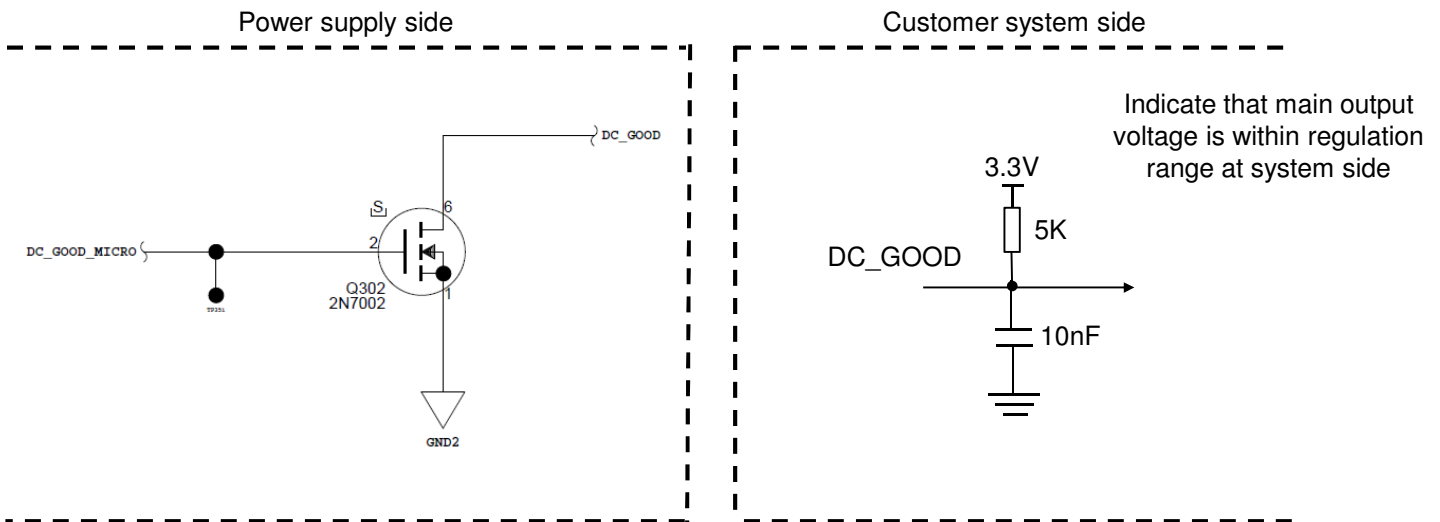 Power supply side
Customer system side
Indicate that main output
voltage is within regulation
range at system side
DC_GOOD
S
6
2
DC_GOOD_MICRO
Q302
2N7002
1
TP351
GND2
3.3V
5K
DC_GOOD
10nF